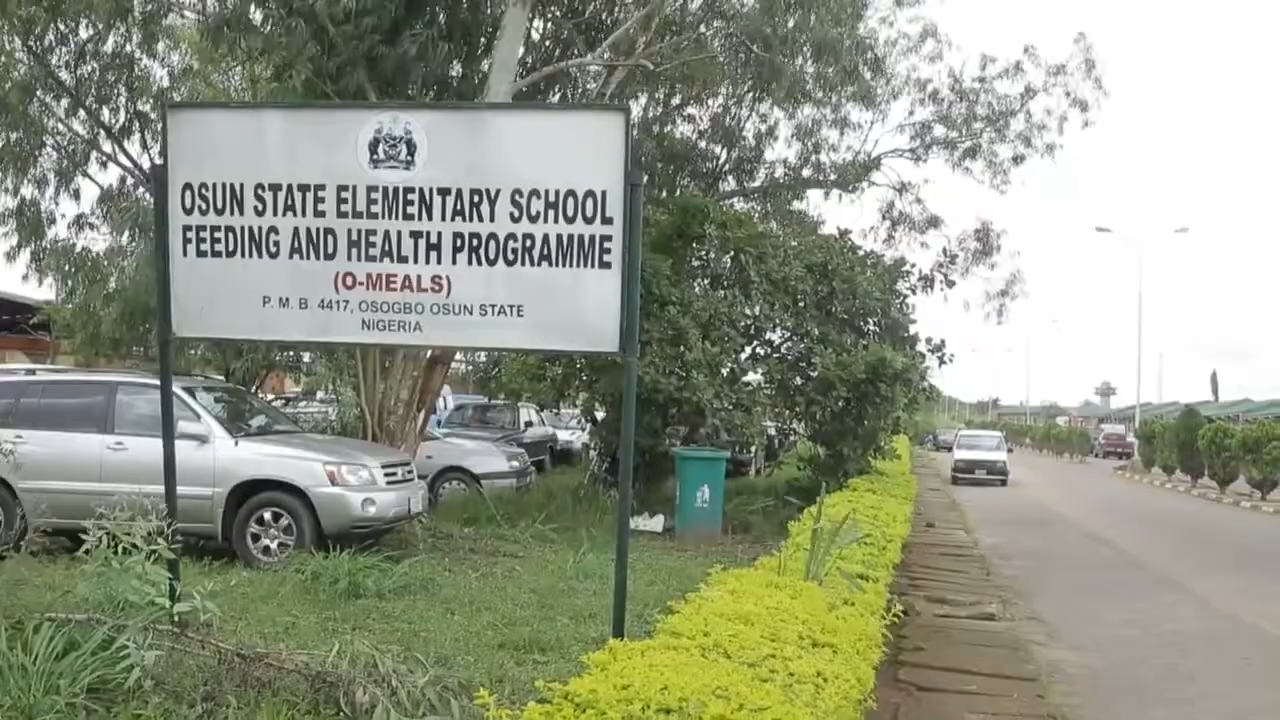 OSUN STATE ELEMENTARY SCHOOL
FEEDING AND HEALTH PROGRAMME
(O-MEALS)
P. M. B. 4417, OSOGBO OSUN STATE
NIGERIA